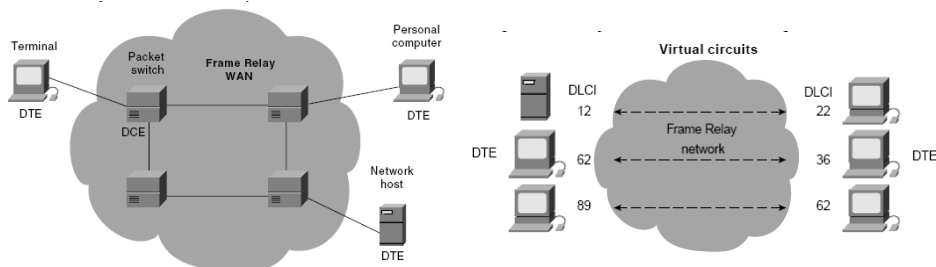 Terminal
DTE
Packet
switch
DCE
Frame Relay
WAN
Personal
computer
DTE
Network
host
DTE
Virtual circuits
DLCI
12
DLCI
22
Frame Relay
network
DTE
62
36
DTE
89
62